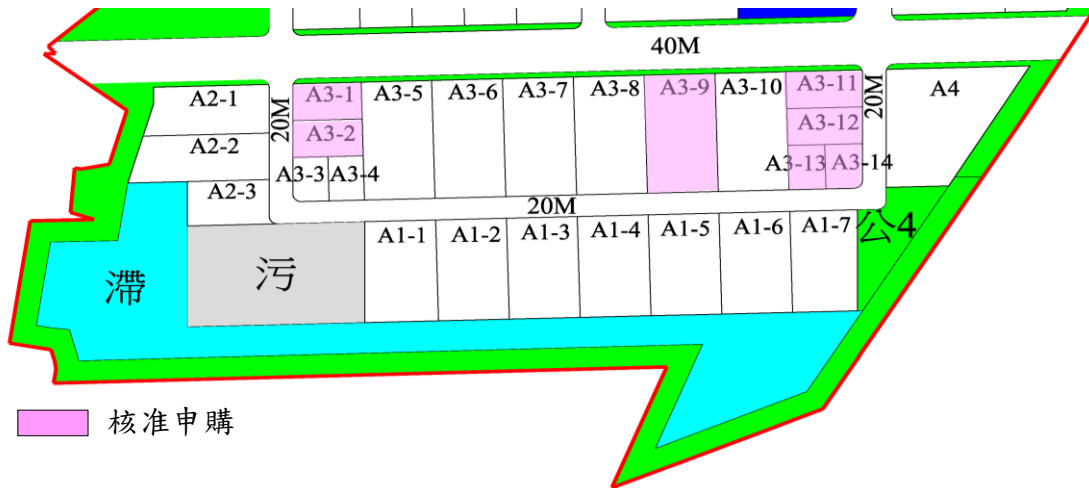 40M
A2-1
20M
A3-1
A3-5
A3-6
A3-7
A3-8
A3-9
A3-10
A3-11
20M
A4
A2-2
A3-2
A3-12
A2-3
A3-3
A3-4
A3-13
A3-14
20M
A1-1
A1-2
A1-3
A1-4
A1-5
A1-6
A1-7
公4
滯
污
核准申購